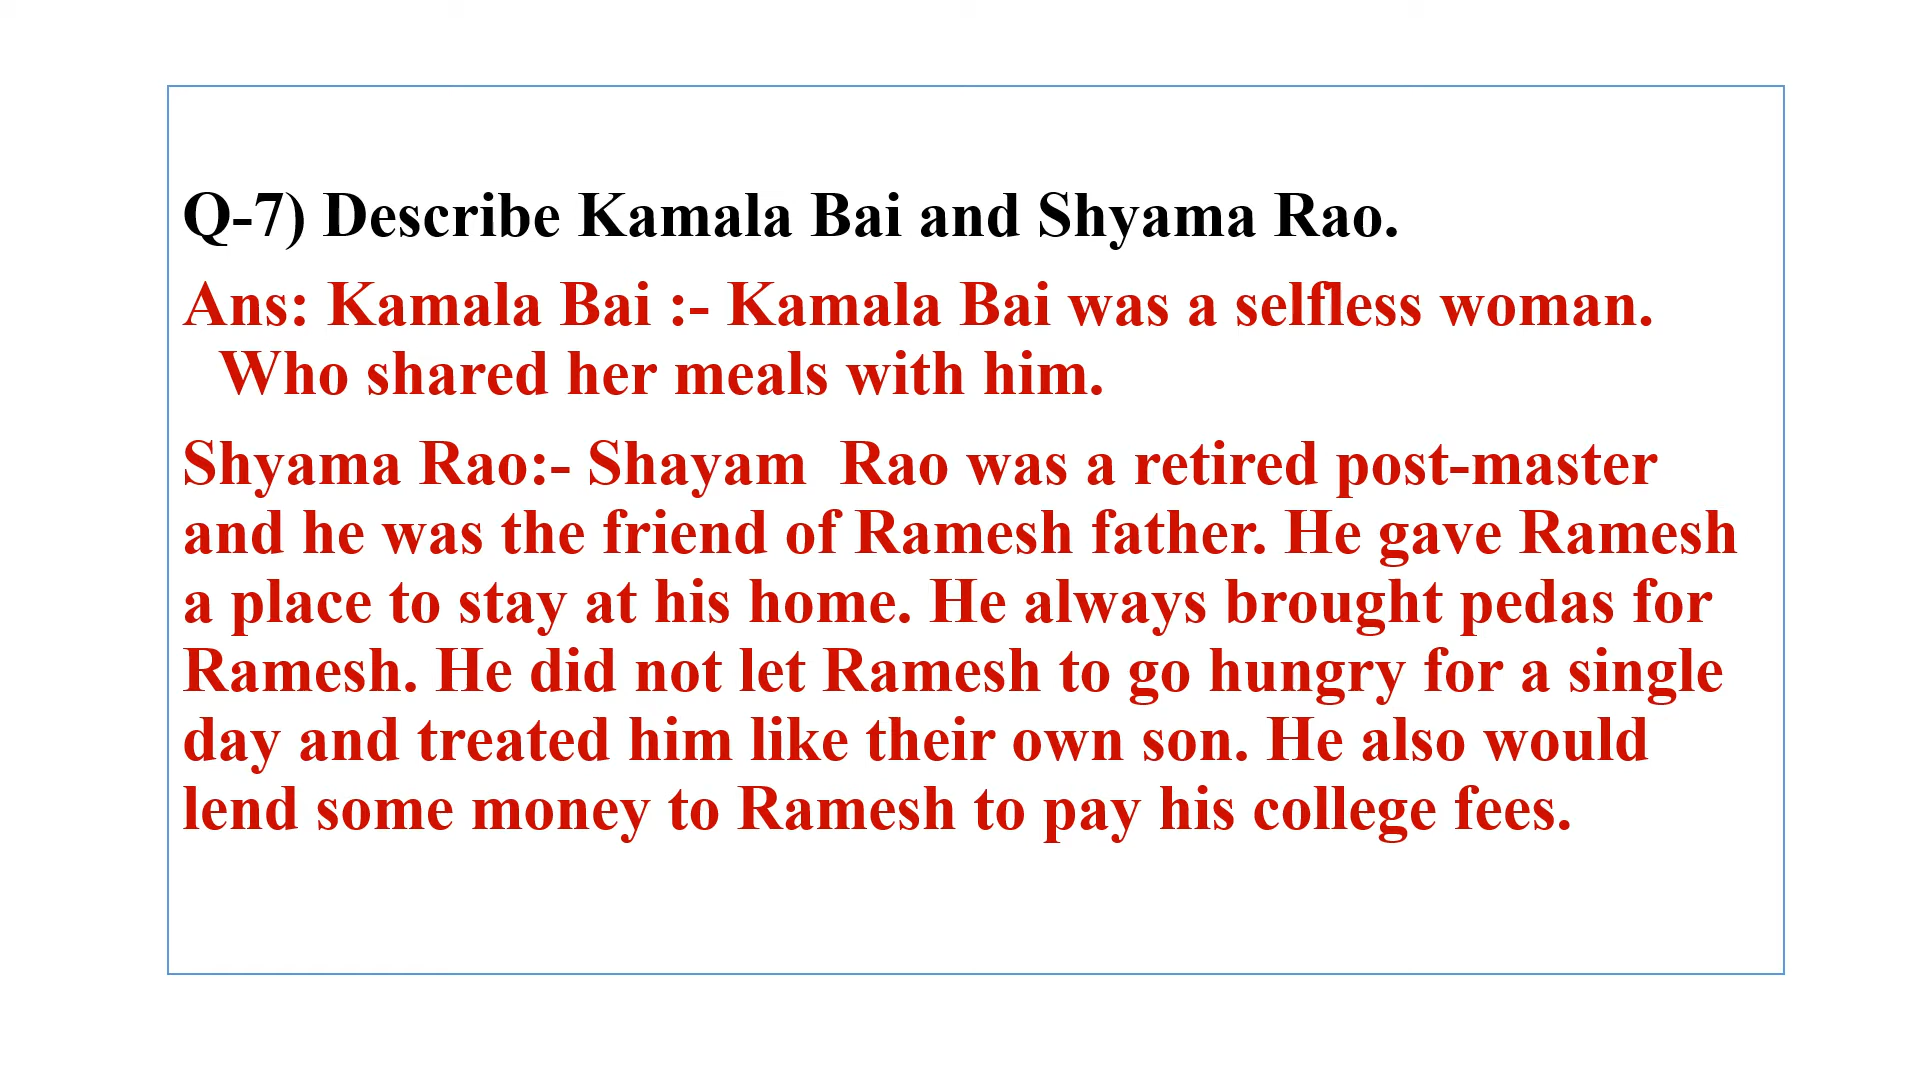 Q-7) Describe Kamala Bai and Shyama Rao.
Ans: Kamala Bai :- Kamala Bai was a selfless woman.
Who shared her meals with him.
Shyama Rao:- Shayam  Rao was a retired post-master
and he was the friend of Ramesh father. He gave Ramesh
a place to stay at his home. He always brought pedas for
Ramesh. He did not let Ramesh to go hungry for a single
day and treated him like their own son. He also would
lend some money to Ramesh to pay his college fees.